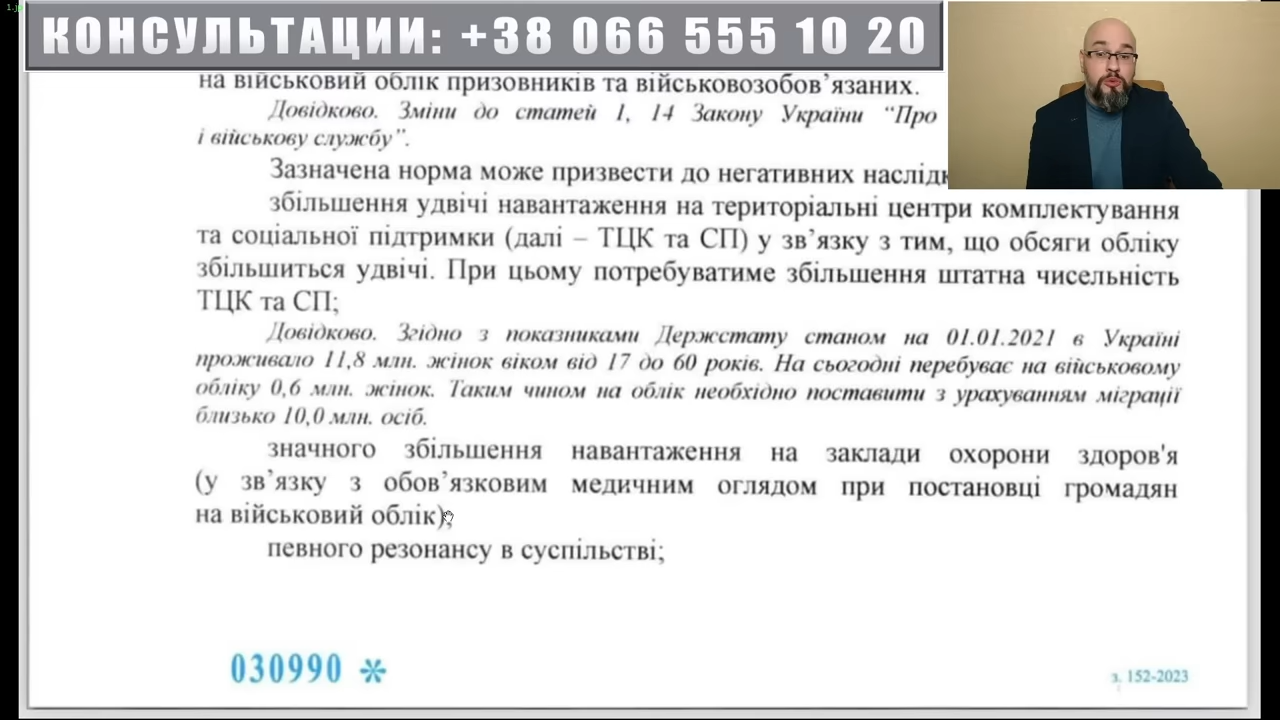 1.jp
КОНСУЛЬТАЦИИ: +38 066 555 10 20
на військовий облік призовників та військовозобов’язаних.
Довідково. Зміни до статей 1, 14 Закону України “Про
і військову службу”.
Зазначена норма може призвести до негативних
збільшення удвічі навантаження на територіальні центри комплектування
та соціальної підтримки (далі – ТЦК та СП) у зв’язку з тим, що обсяги обліку
збільшиться удвічі. При цьому потребуватиме збільшення штатна чисельність
ТЦК та СП;
Довідково. Згідно з показниками Держстату станом на 01.01.2021 в Україні
проживало 11,8 млн. жінок віком від 17 до 60 років. На сьогодні перебуває на військовому
обліку 0,6 млн. жінок. Таким чином на облік необхідно поставити з урахуванням міграції
близько 10,0 млн. осіб.
значного збільшення навантаження на заклади охорони здоров'я
(у зв’язку з обов’язковим медичним оглядом при постановці громадян
на військовий облік);
певного резонансу в суспільстві;
030990 *
з. 152-2023